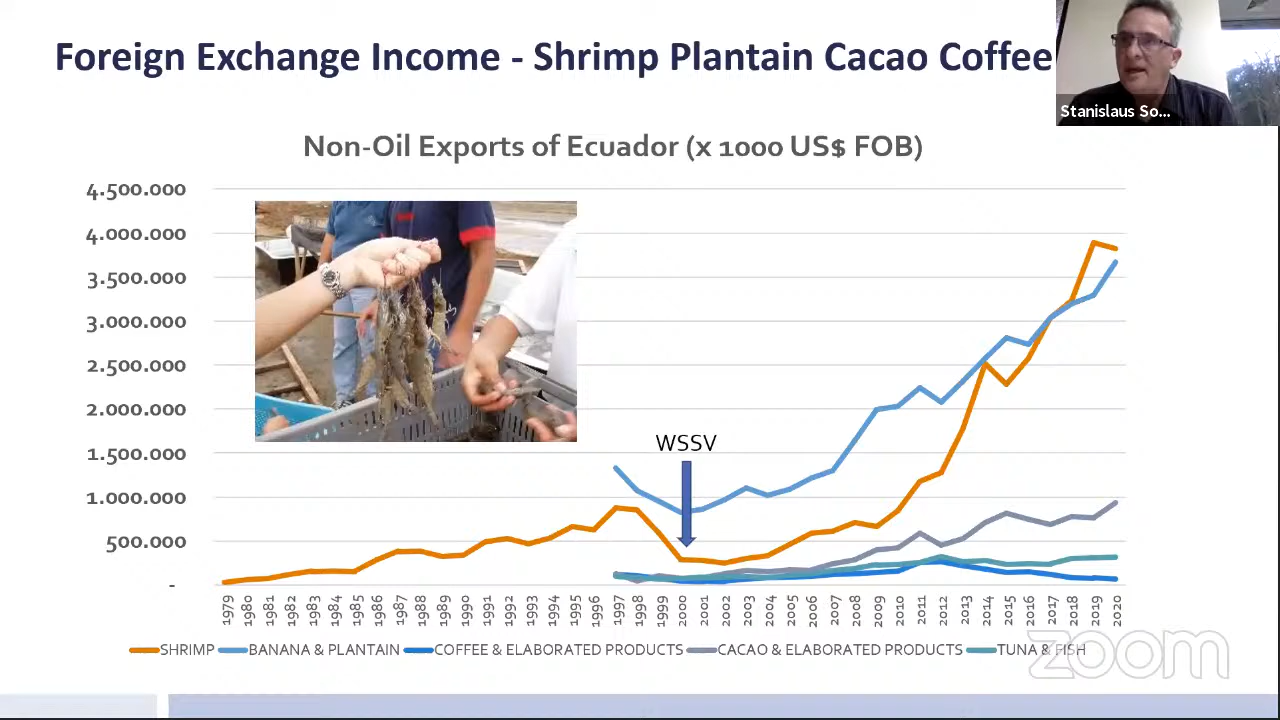 Foreign Exchange Income - Shrimp Plantain Cacao Coffee
Stanislaus So...
Non-Oil Exports of Ecuador (x 1000 US$ FOB)
4.500.000
4.000.000
3.500.000
3.000.000
2.500.000
2.000.000
1.500.000
1.000.000
500.000
-
WSSV
1979 1980 1981 1982 1983 1984 1985 1986 1987 1988 1989 1990 1991 1992 1993 1994 1995 1996 1997 1998 1999 2000 2001 2002 2003 2004 2005 2006 2007 2008 2009 2010 2011 2012 2013 2014 2015 2016 2017 2018 2019 2020
SHRIMP BANANA & PLANTAIN COFFEE & ELABORATED PRODUCTS CACAO & ELABORATED PRODUCTS TUNA & FISH
zoom